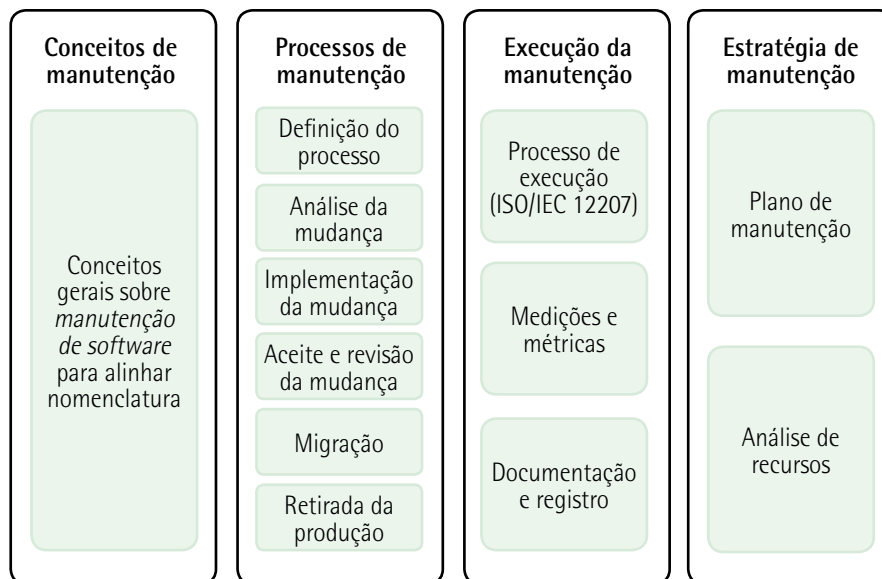 Conceitos de
manutenção
Conceitos
gerais sobre
manutenção
de software
para alinhar
nomenclatura
Processos de
manutenção
Definição do
processo
Análise da
mudança
Implementação
da mudança
Aceite e revisão
da mudança
Migração
Retirada da
produção
Execução da
manutenção
Processo de
execução
(ISO/IEC 12207)
Medições e
métricas
Documentação
e registro
Estratégia de
manutenção
Plano de
manutenção
Análise de
recursos